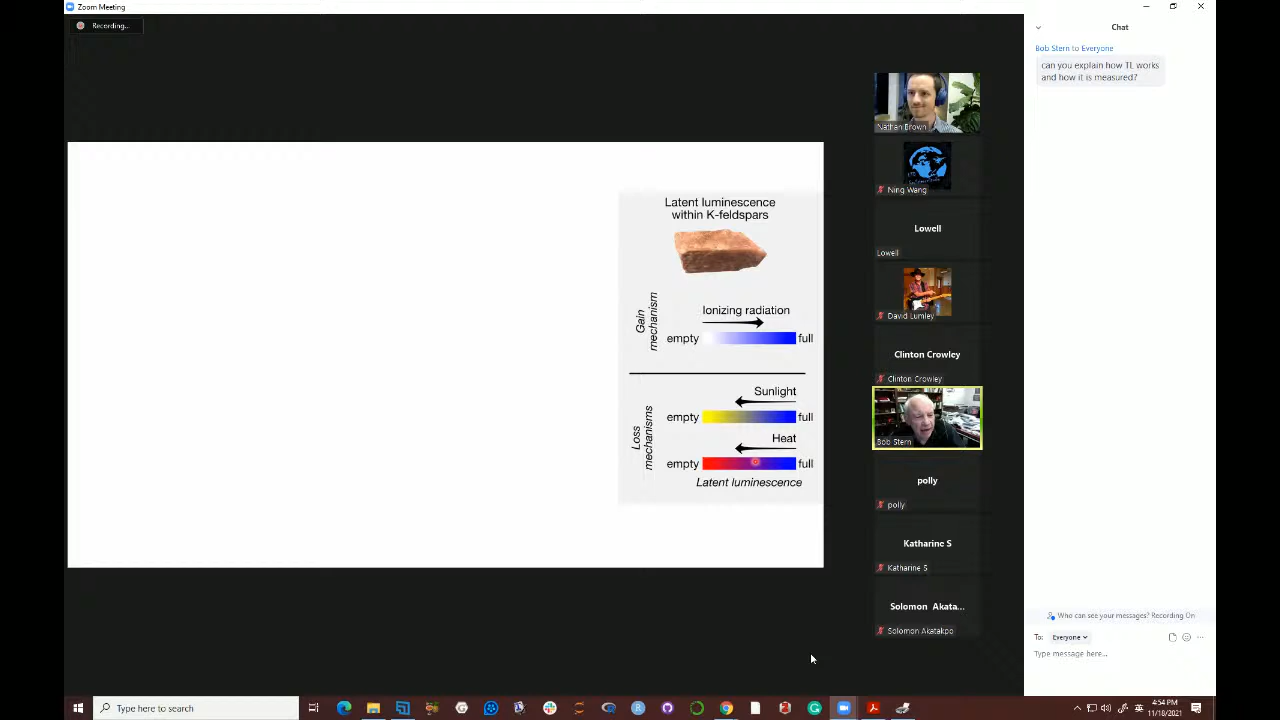 Zoom Meeting
Recording...
Latent luminescence
within K-feldspars
Gain
mechanism
Ionizing radiation
empty
full
Loss
mechanisms
Sunlight
empty
full
Heat
empty
full
Latent luminescence
Nathan Brown
Ning Wang
Lowell
Lowell
David Lumley
Clinton Crowley
Clinton Crowley
Bob Stern
polly
polly
Katharine S
Katharine S
Solomon Akata...
Solomon Akatakpo
Chat
Bob Stern to Everyone
can you explain how TL works
and how it is measured?
Who can see your messages? Recording On
To: Everyone
Type message here...
Type here to search
4:54 PM
11/18/2021